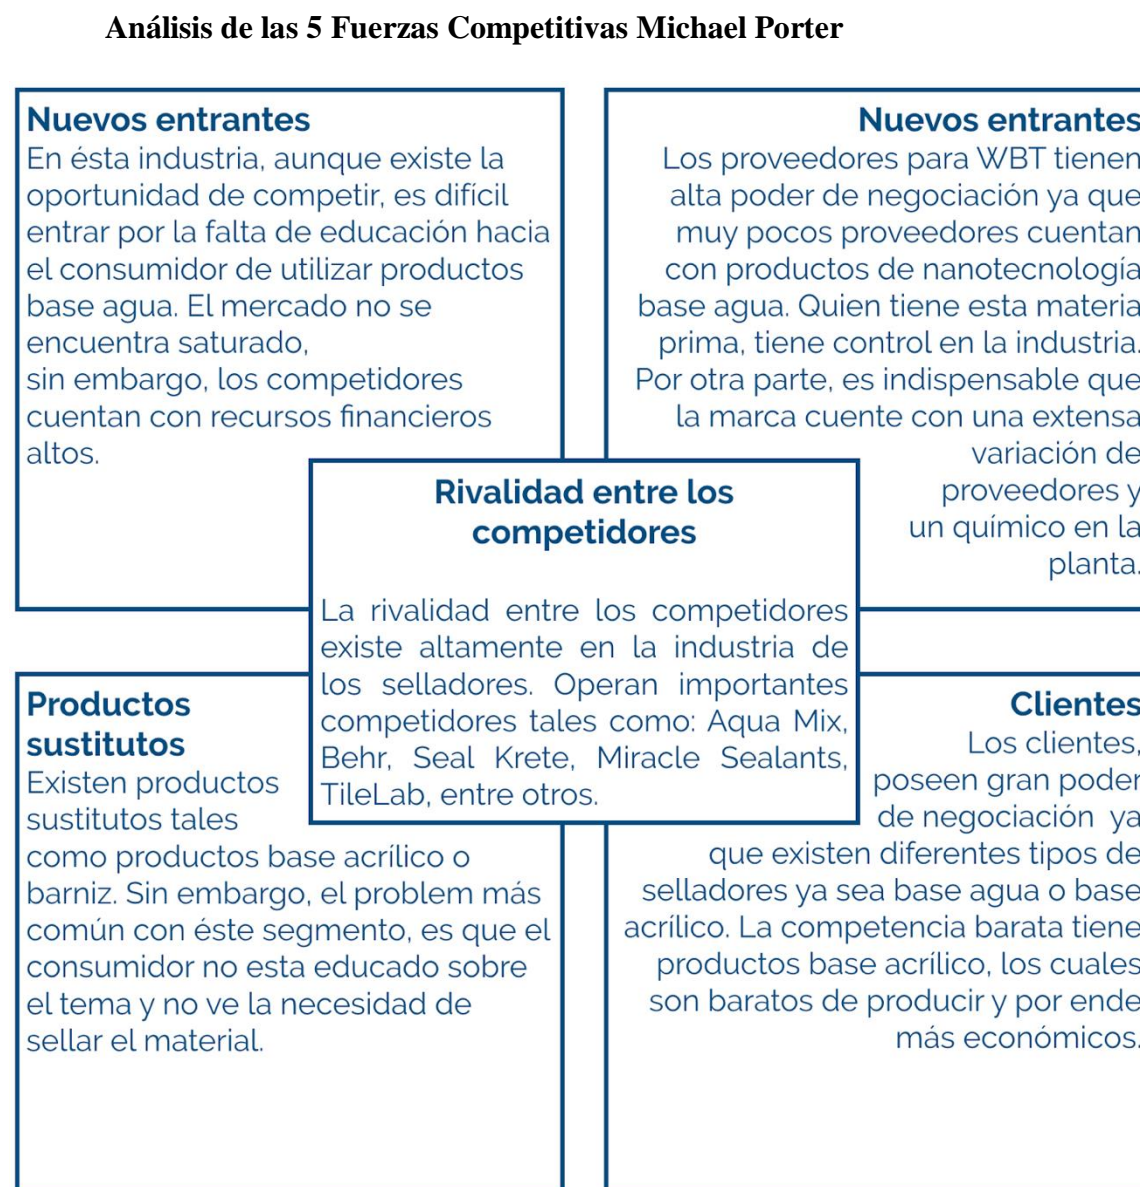 Análisis de las 5 Fuerzas Competitivas Michael Porter
Nuevos entrantes
En ésta industria, aunque existe la
oportunidad de competir, es difícil
entrar por la falta de educación hacia
el consumidor de utilizar productos
base agua. El mercado no se
encuentra saturado,
sin embargo, los competidores
cuentan con recursos financieros
altos.
Nuevos entrantes
Los proveedores para WBT tienen
alta poder de negociación ya que
muy pocos proveedores cuentan
con productos de nanotecnología
base agua. Quien tiene esta materia
prima, tiene control en la industria.
Por otra parte, es indispensable que
la marca cuente con una extensa
variación de
proveedores y
un químico en la
planta.
Rivalidad entre los
competidores
La rivalidad entre los competidores
existe altamente en la industria de
los selladores. Operan importantes
competidores tales como: Aqua Mix,
Behr, Seal Krete, Miracle Sealants,
TileLab, entre otros.
Productos
sustitutos
Existen productos
sustitutos tales
como productos base acrílico o
barniz. Sin embargo, el problem más
común con éste segmento, es que el
consumidor no esta educado sobre
el tema y no ve la necesidad de
sellar el material.
Clientes
Los clientes,
poseen gran poder
de negociación  ya
que existen diferentes tipos de
selladores ya sea base agua o base
acrílico. La competencia barata tiene
productos base acrílico, los cuales
son baratos de producir y por ende
más económicos.